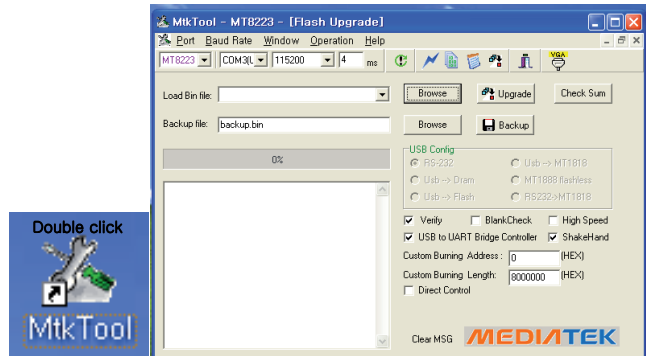 MtkTool - MT8223 - [Flash Upgrade]
Port Baud Rate Window Operation Help
MT8223 COM3(L 115200 4 ms VGA
Load Bin file: Browse Upgrade Check Sum
Backup file: backup.bin Browse Backup
0%
USB Config
RS-232 Usb --> MT1818
Usb --> Dram MT1888 flashless
Usb --> Flash RS232->MT1818
Verify BlankCheck High Speed
USB to UART Bridge Controller ShakeHand
Custom Burning Address : 0 (HEX)
Custom Burning Length: 8000000 (HEX)
Direct Control
Clear MSG MEDIATEK
Double click
MtkTool